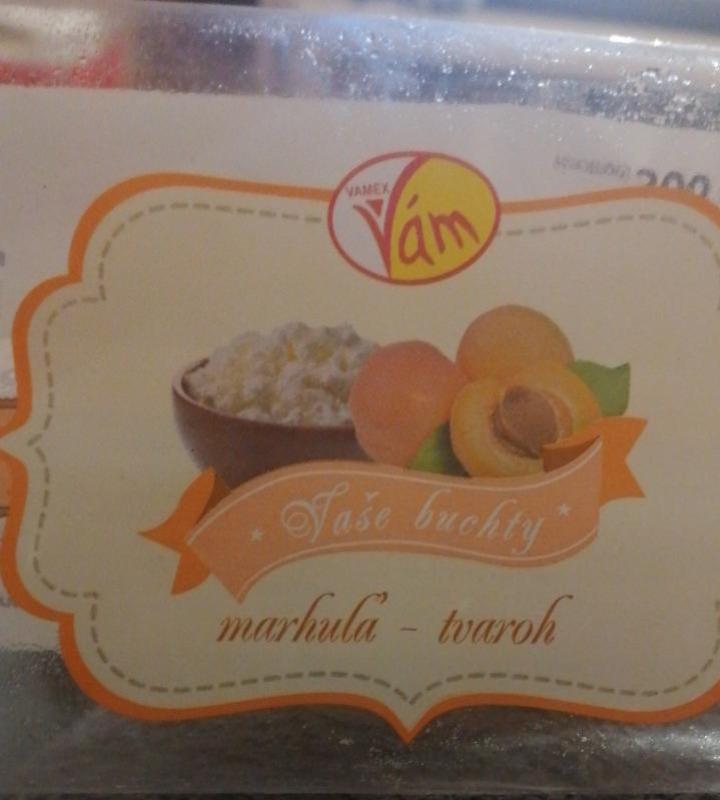 VAMEX
Vám
Vaše buchty
marhuľa - tvaroh